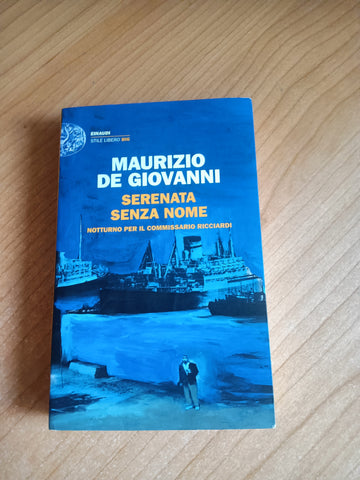 EINAUDI
STILE LIBERO BIG
MAURIZIO
DE GIOVANNI
SERENATA
SENZA NOME
NOTTURNO PER IL COMMISSARIO RICCIARDI